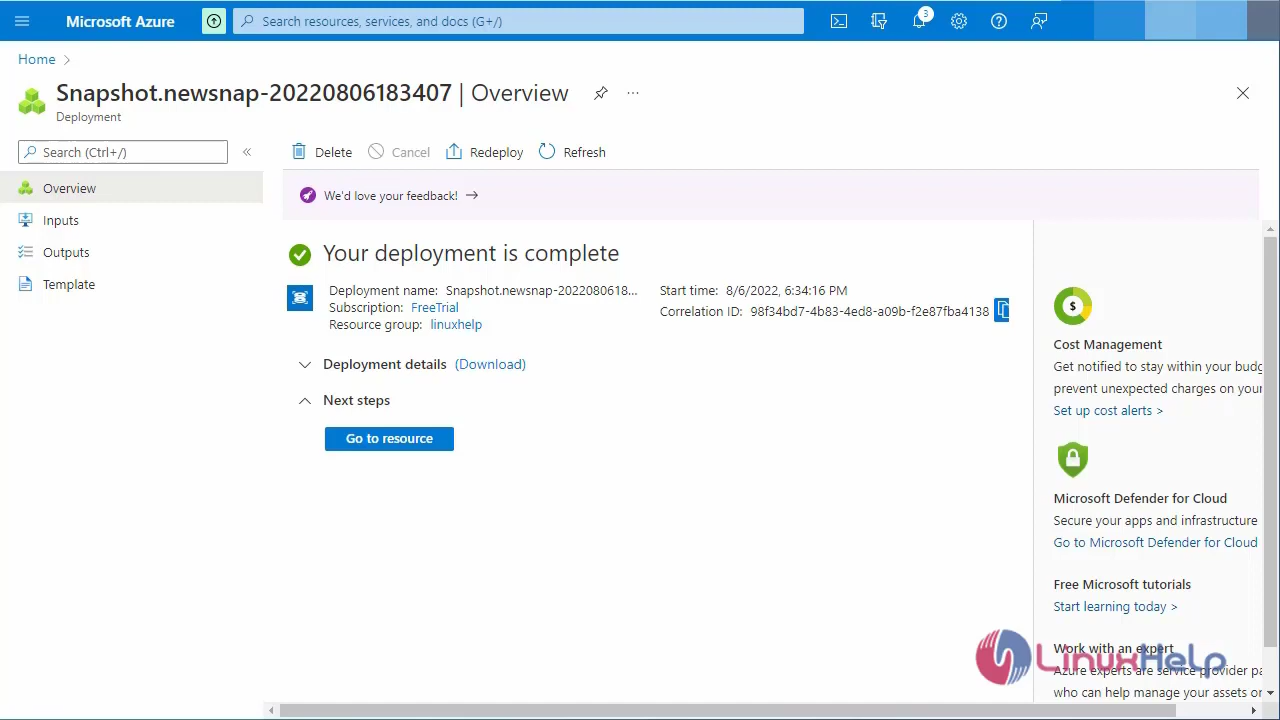 Microsoft Azure
Search resources, services, and docs (G+/)
3
Home
Snapshot.newsnap-20220806183407 | Overview
Deployment
Search (Ctrl+/)
Delete
Cancel
Redeploy
Refresh
Overview
Inputs
Outputs
Template
We'd love your feedback!
Your deployment is complete
Deployment name: Snapshot.newsnap-2022080618...
Subscription: FreeTrial
Resource group: linuxhelp
Start time: 8/6/2022, 6:34:16 PM
Correlation ID: 98f34bd7-4b83-4ed8-a09b-f2e87fba4138
Deployment details (Download)
Next steps
Go to resource
$
Cost Management
Get notified to stay within your budg
prevent unexpected charges on your
Set up cost alerts >
Microsoft Defender for Cloud
Secure your apps and infrastructure
Go to Microsoft Defender for Cloud
Free Microsoft tutorials
Start learning today >
Work with an expert
Azure experts are service provider pa
who can help manage your assets or
LinuxHelp